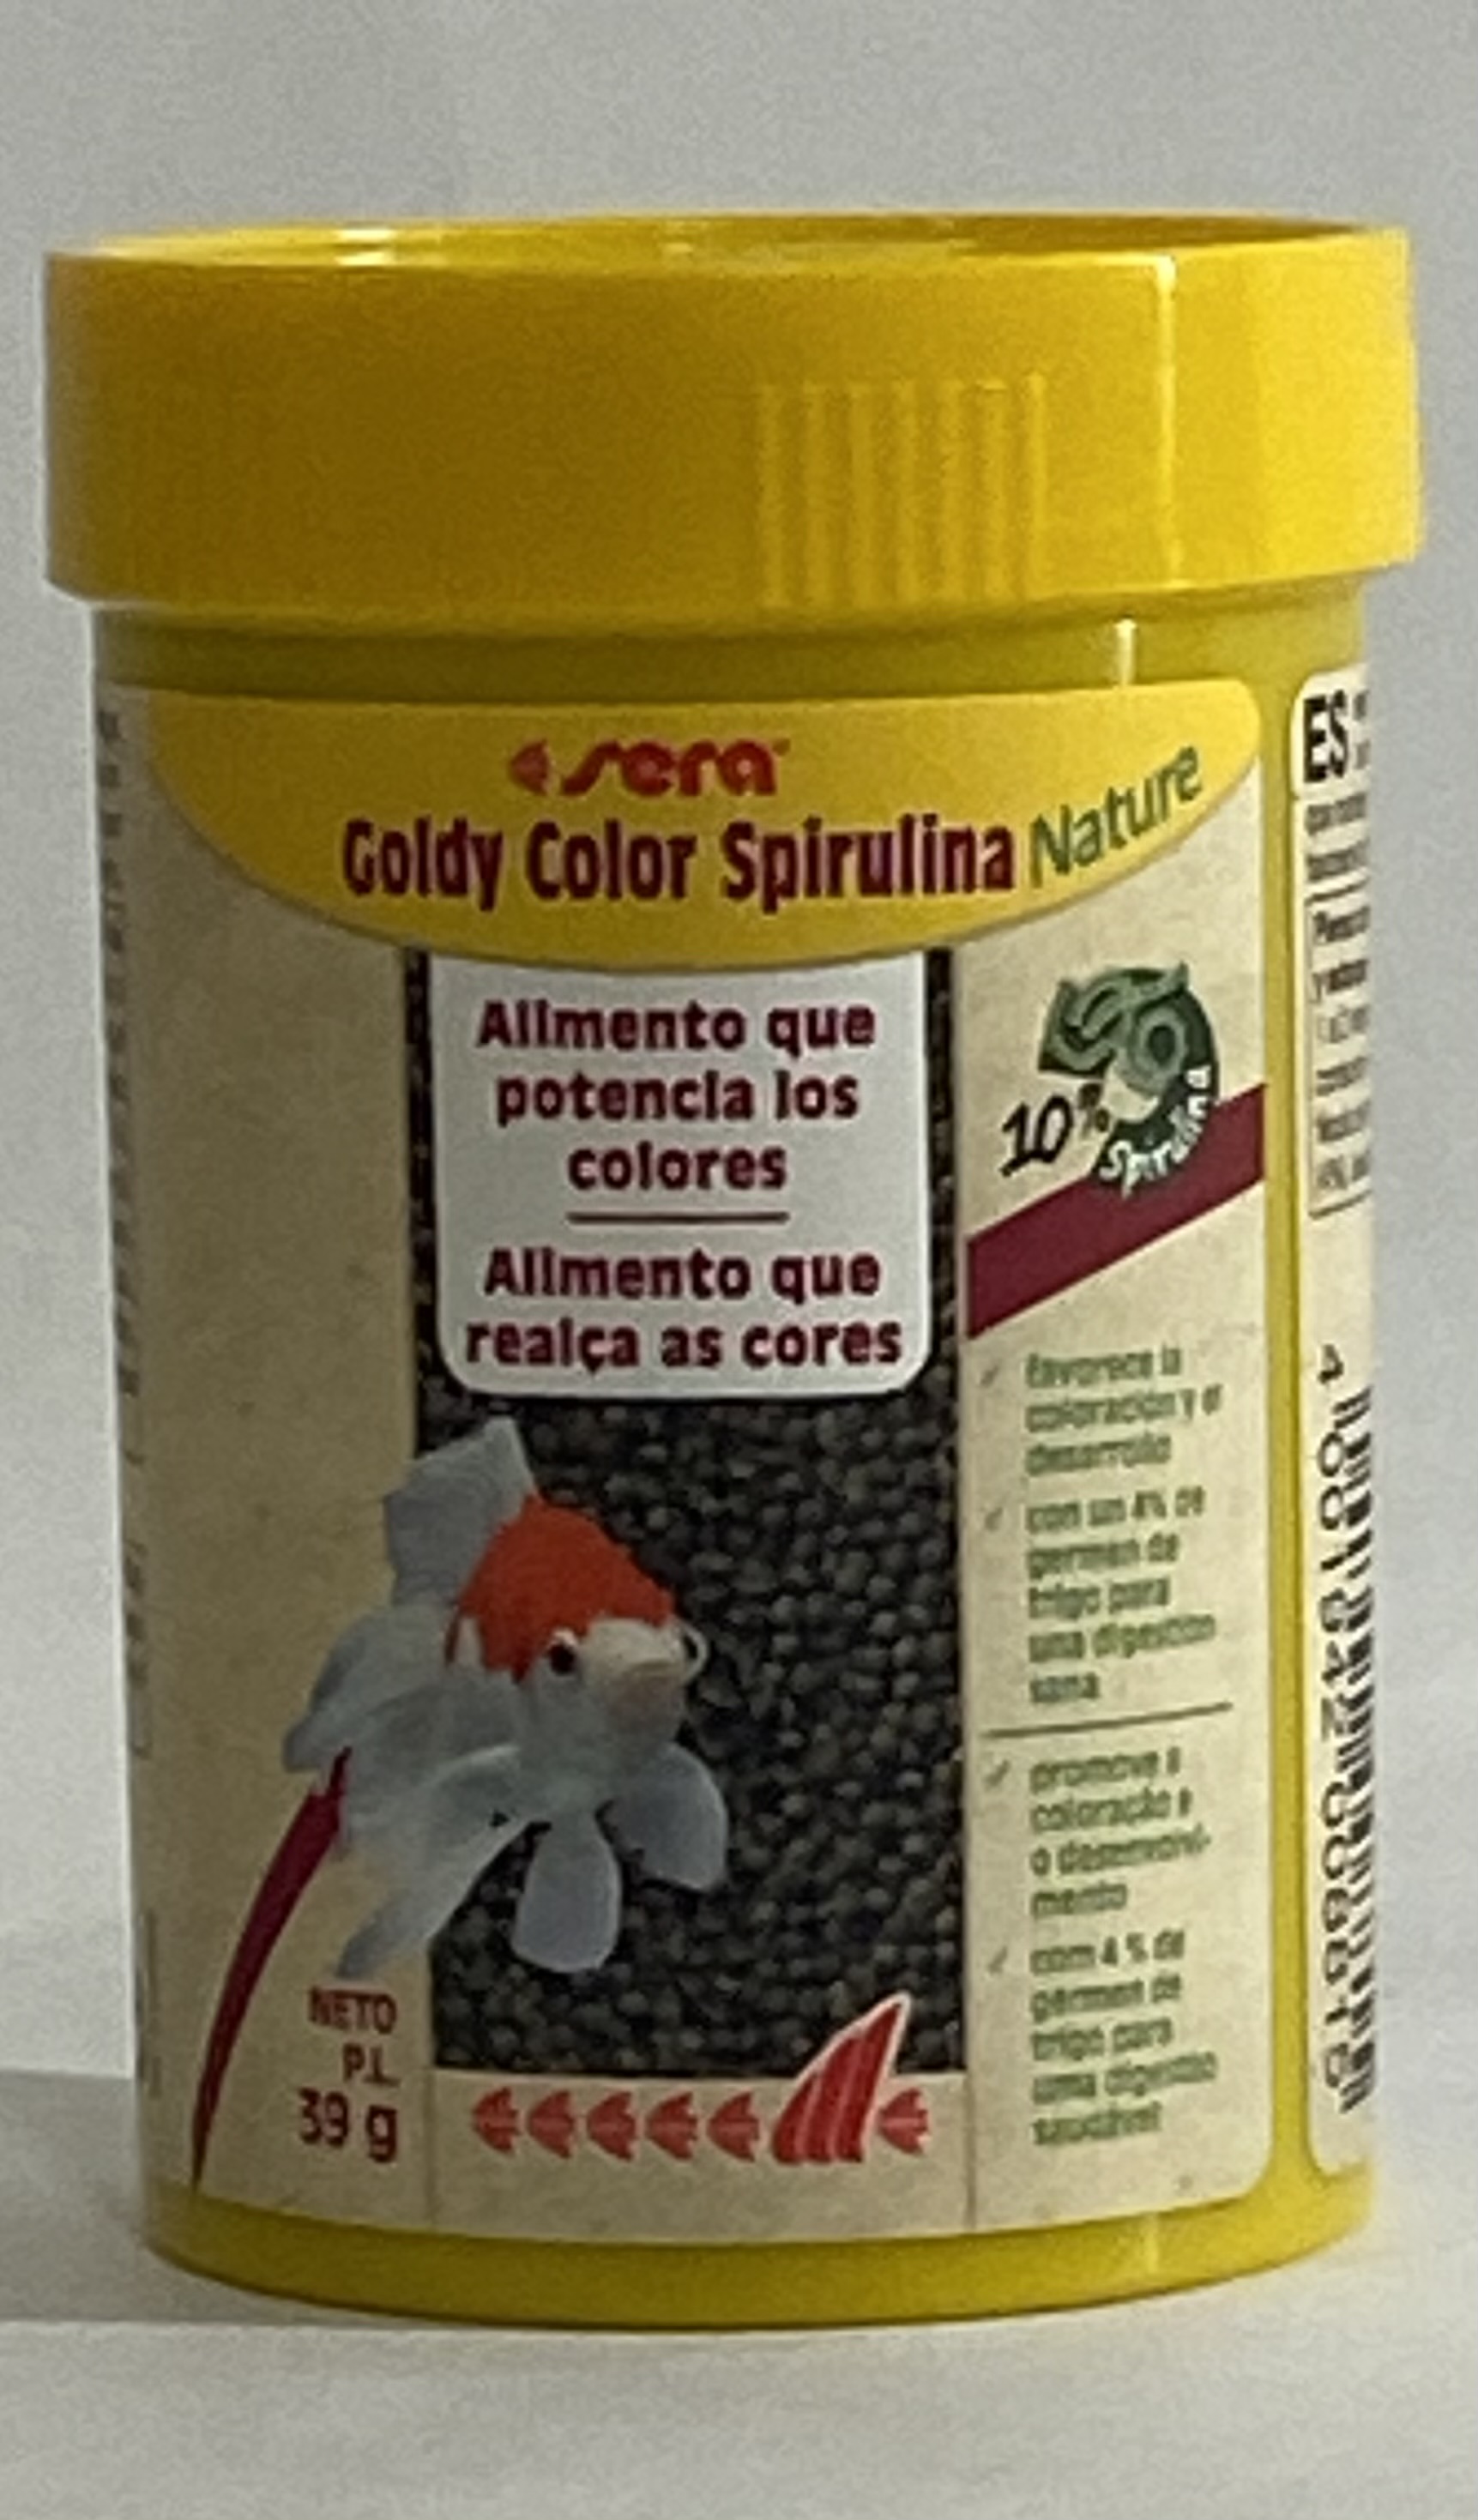 sera
Goldy Color Spirulina Nature
Alimento que
potencia los
colores
Alimento que
realça as cores
10%
Spirulina
favorece la
coloración y el
desarrollo
con un 4% de
germen de
trigo para
una digestión
sana
promove a
coloração e
o desenvolvi-
mento
com 4 % de
germen de
trigo para
uma digestão
saudável
NETO
P.L.
39 g
ES